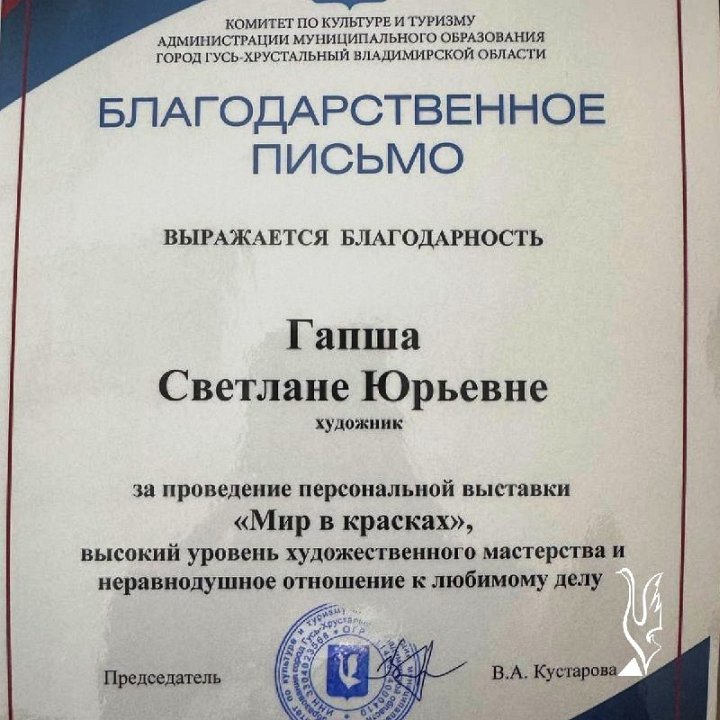 КОМИТЕТ ПО КУЛЬТУРЕ И ТУРИЗМУ
АДМИНИСТРАЦИИ МУНИЦИПАЛЬНОГО ОБРАЗОВАНИЯ
ГОРОД ГУСЬ-ХРУСТАЛЬНЫЙ ВЛАДИМИРСКОЙ ОБЛАСТИ
БЛАГОДАРСТВЕННОЕ
ПИСЬМО
ВЫРАЖАЕТСЯ БЛАГОДАРНОСТЬ
Гапша
Светлане Юрьевне
художник
за проведение персональной выставки
«Мир в красках»,
высокий уровень художественного мастерства и
неравнодушное отношение к любимому делу
Председатель
В.А. Кустарова